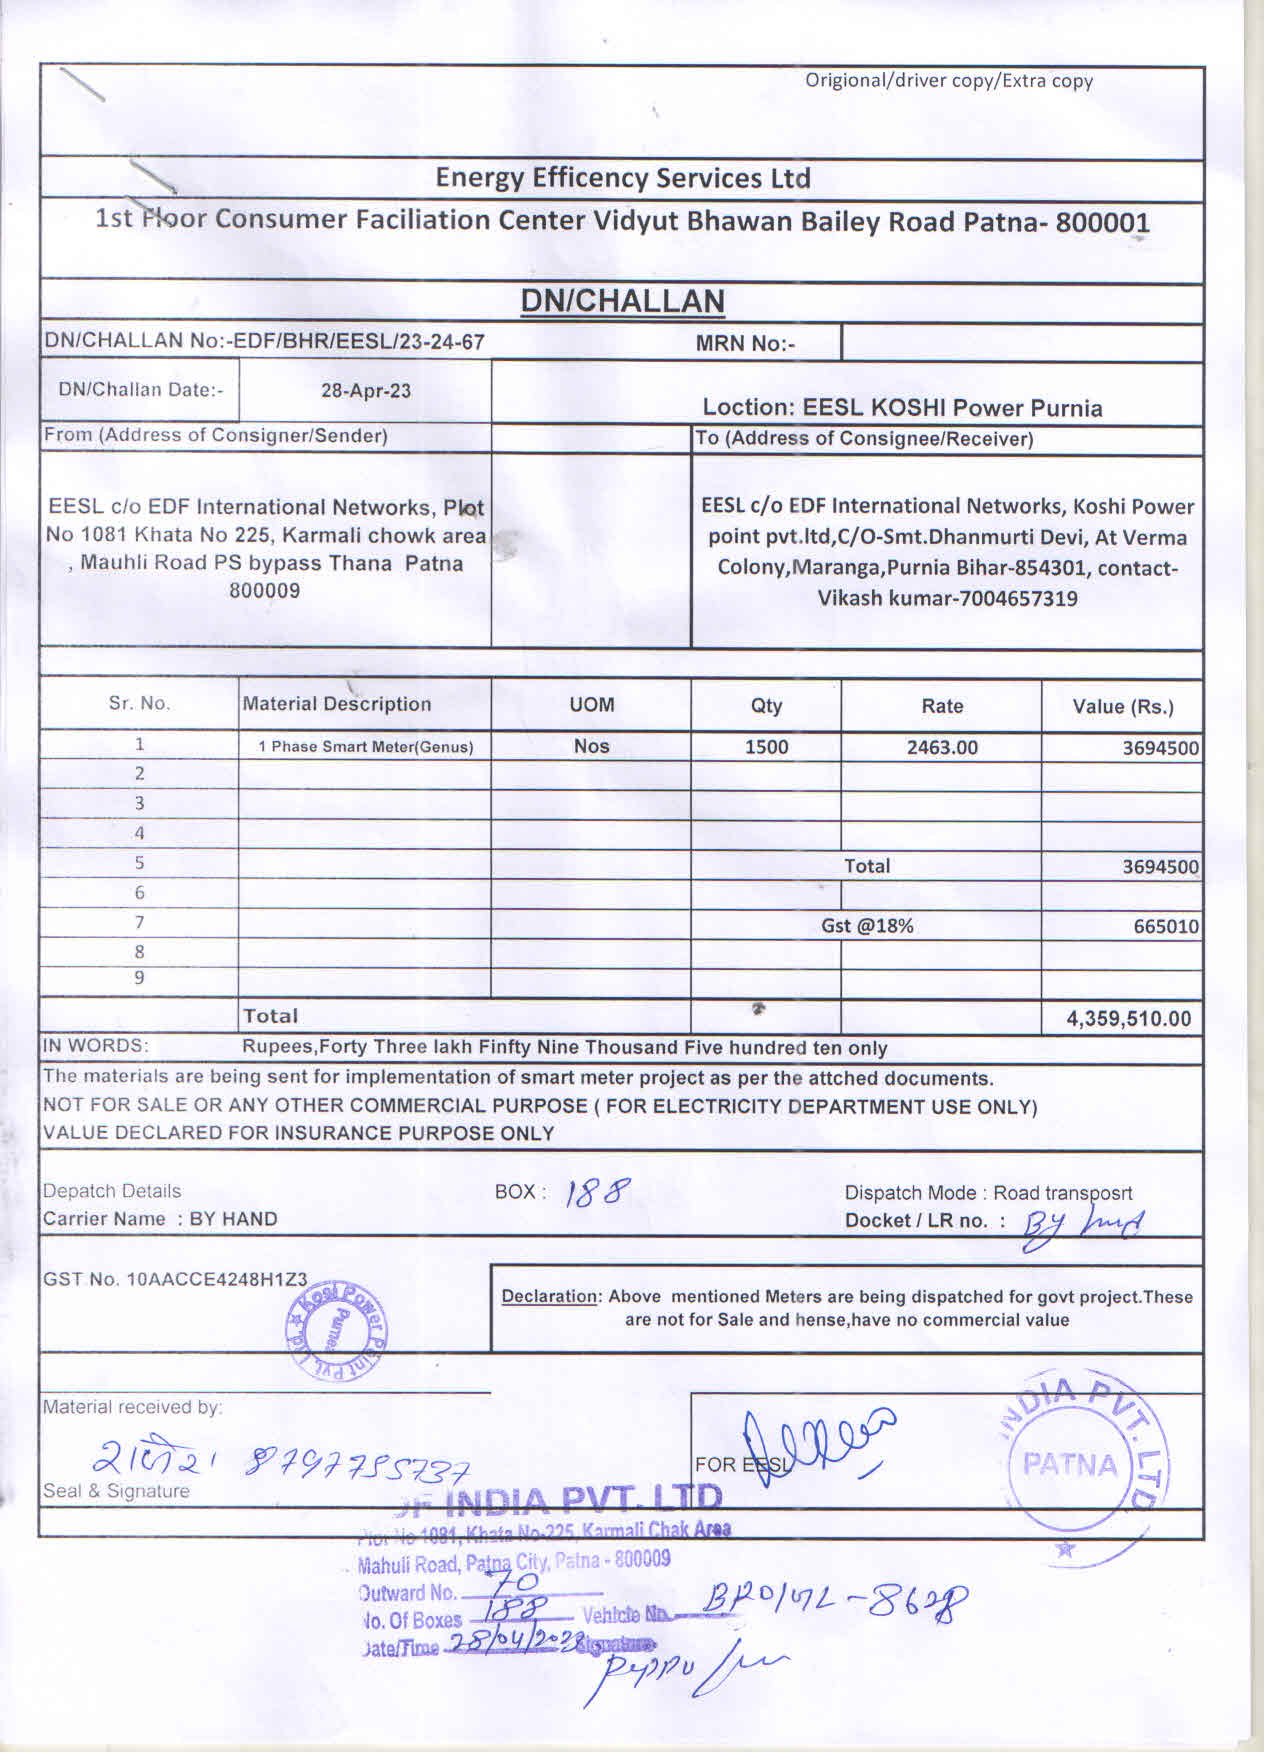 Origional/driver copy/Extra copy
Energy Efficency Services Ltd
1st Floor Consumer Faciliation Center Vidyut Bhawan Bailey Road Patna- 800001
DN/CHALLAN
DN/CHALLAN No:-EDF/BHR/EESL/23-24-67 MRN No:-
DN/Challan Date:- 28-Apr-23
Loction: EESL KOSHI Power Purnia
From (Address of Consigner/Sender) To (Address of Consignee/Receiver)
EESL c/o EDF International Networks, Plot
No 1081 Khata No 225, Karmali chowk area
, Mauhli Road PS bypass Thana Patna
800009
EESL c/o EDF International Networks, Koshi Power
point pvt.ltd,C/O-Smt.Dhanmurti Devi, At Verma
Colony,Maranga,Purnia Bihar-854301, contact-
Vikash kumar-7004657319
Sr. No. Material Description UOM Qty Rate Value (Rs.)
1 1 Phase Smart Meter(Genus) Nos 1500 2463.00 3694500
2
3
4
5 Total 3694500
6
7 Gst @18% 665010
8
9
Total 4,359,510.00
IN WORDS: Rupees,Forty Three lakh Finfty Nine Thousand Five hundred ten only
The materials are being sent for implementation of smart meter project as per the attched documents.
NOT FOR SALE OR ANY OTHER COMMERCIAL PURPOSE ( FOR ELECTRICITY DEPARTMENT USE ONLY)
VALUE DECLARED FOR INSURANCE PURPOSE ONLY
Depatch Details BOX : 188 Dispatch Mode : Road transposrt
Carrier Name : BY HAND Docket / LR no. : By hand
GST No. 10AACCE4248H1Z3
Kosi Power Point Pvt. Ltd.
Purnea
Declaration: Above mentioned Meters are being dispatched for govt project.These
are not for Sale and hense,have no commercial value
Material received by:
8797785737
Seal & Signature
FOR EESL
INDIA PVT. LTD
PATNA
INDIA PVT. LTD
Plot No 1081, Khata No-225, Karmali Chak Area
Mahuli Road, Patna City, Patna - 800009
Outward No. 70
No. Of Boxes 188 Vehicle No.
Date/Time 28/04/2023 Signature